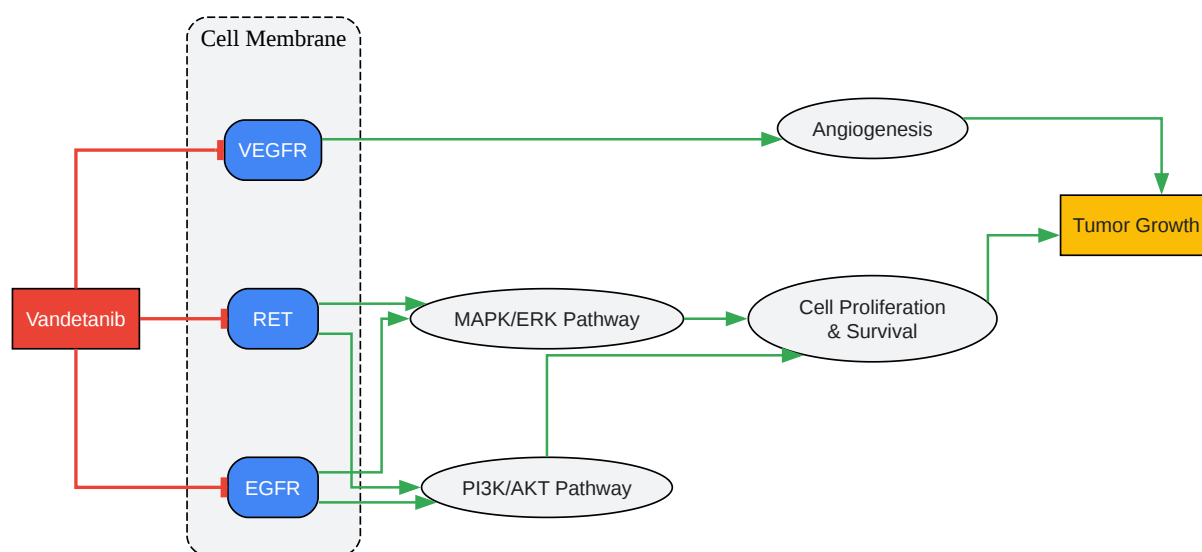 Cell Membrane
VEGFR
Angiogenesis
Tumor Growth
Vandetanib
RET
MAPK/ERK Pathway
Cell Proliferation
& Survival
EGFR
PI3K/AKT Pathway